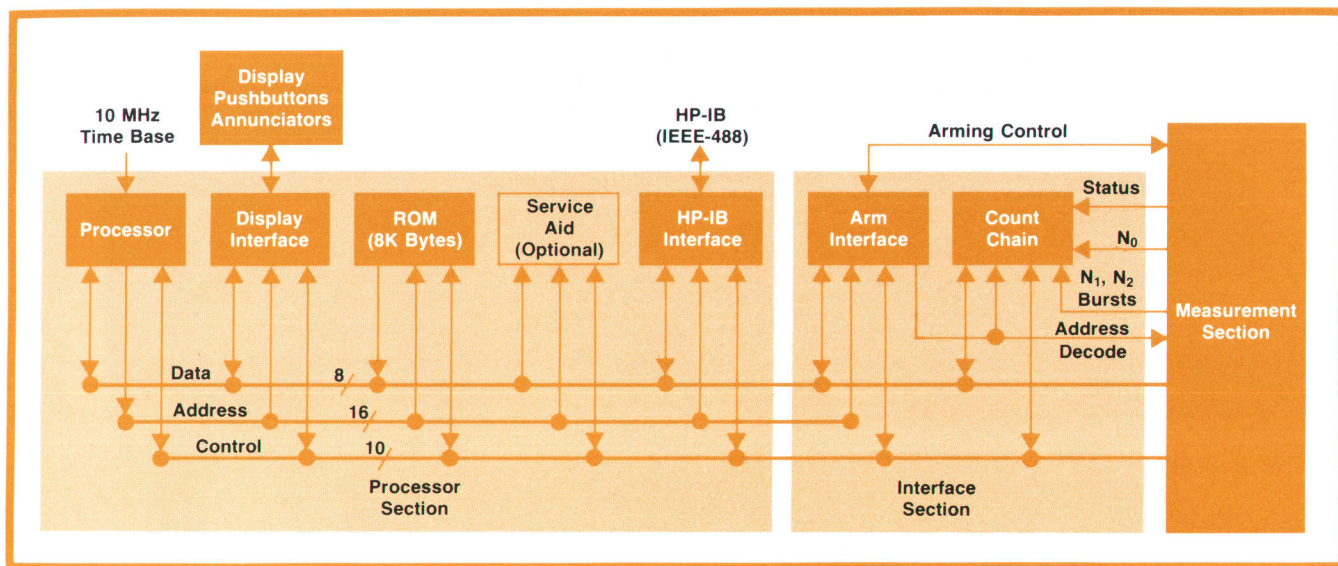 Display
Pushbuttons
Annunciators
10 MHz
Time Base
HP-IB
(IEEE-488)
Arming Control
Processor
Display
Interface
ROM
(8K Bytes)
Service
Aid
(Optional)
HP-IB
Interface
Arm
Interface
Count
Chain
Status
N₀
N₁, N₂
Bursts
Address
Decode
Measurement
Section
Data
8
Address
16
Control
10
Processor
Section
Interface
Section